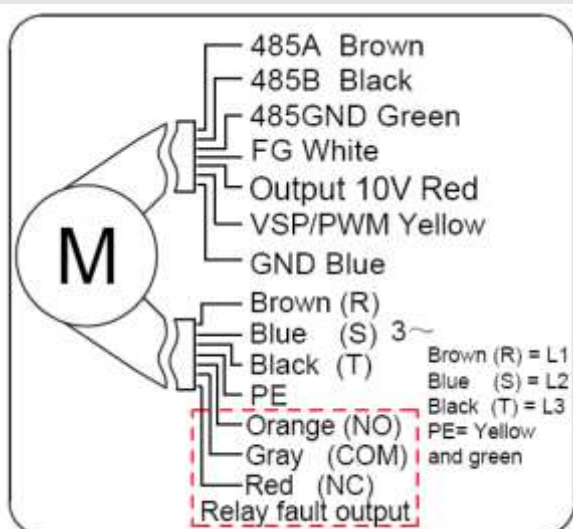 485A Brown
485B Black
485GND Green
FG White
Output 10V Red
VSP/PWM Yellow
GND Blue
M
Brown (R)
Blue (S) 3~
Black (T)
PE
Orange (NO)
Gray (COM)
Red (NC)
Relay fault output
Brown (R) = L1
Blue (S) = L2
Black (T) = L3
PE= Yellow
and green